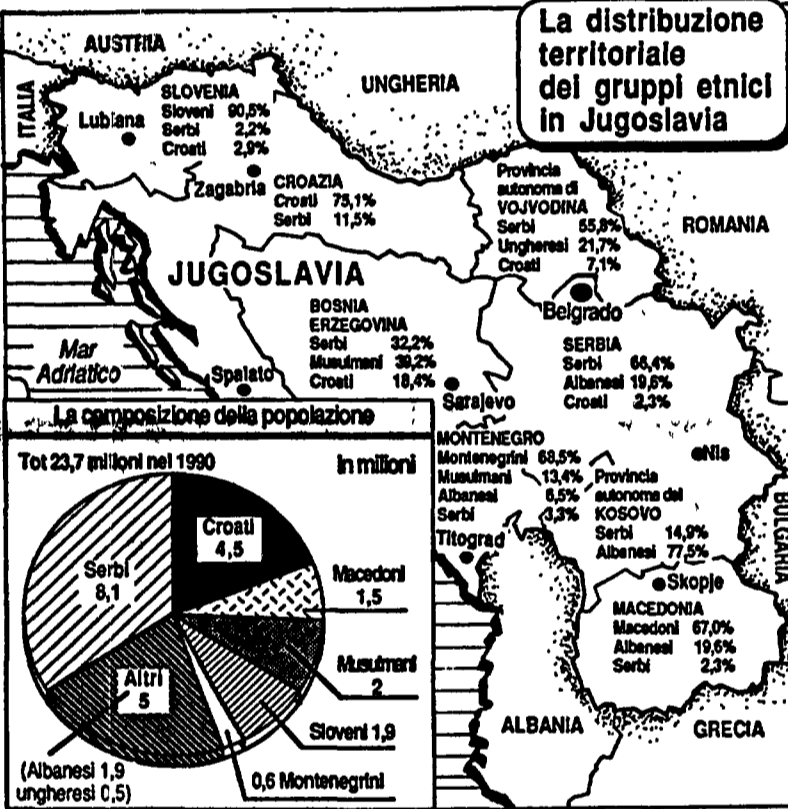 La distribuzione
territoriale
dei gruppi etnici
in Jugoslavia
AUSTRIA
ITALIA
UNGHERIA
ROMANIA
BULGARIA
GRECIA
ALBANIA
JUGOSLAVIA
Mar
Adriatico
Lubiana
SLOVENIA
Sloveni 90,5%
Serbi 2,2%
Croati 2,9%
Zagabria
CROAZIA
Croati 75,1%
Serbi 11,5%
Provincia
autonoma di
VOJVODINA
Serbi 55,8%
Ungheresi 21,7%
Croati 7,1%
Belgrado
BOSNIA
ERZEGOVINA
Serbi 32,2%
Musulmani 39,2%
Croati 18,4%
Spalato
Sarajevo
SERBIA
Serbi 66,4%
Albanesi 19,6%
Croati 2,3%
Nis
MONTENEGRO
Montenegrini 68,5%
Musulmani 13,4%
Albanesi 6,5%
Serbi 3,3%
Titograd
Provincia
autonoma del
KOSOVO
Serbi 14,9%
Albanesi 77,5%
Skopje
MACEDONIA
Macedoni 67,0%
Albanesi 19,6%
Serbi 2,3%
La composizione della popolazione
Tot 23,7 milioni nel 1990
in milioni
Croati
4,5
Macedoni
1,5
Musulmani
2
Sloveni 1,9
0,6 Montenegrini
Altri
5
(Albanesi 1,9
ungheresi 0,5)
Serbi
8,1